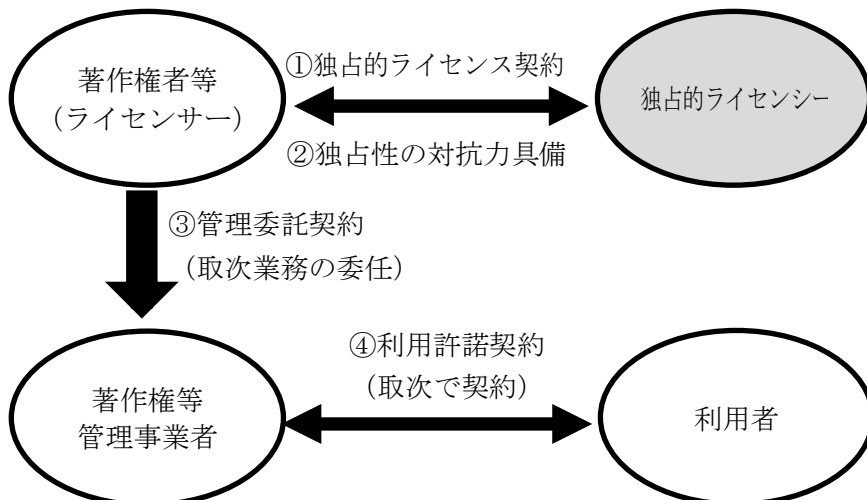 著作権者等
(ライセンサー)
①独占的ライセンス契約
独占的ライセンシー
②独占性の対抗力具備
③管理委託契約
(取次業務の委任)
④利用許諾契約
(取次で契約)
著作権等
管理事業者
利用者